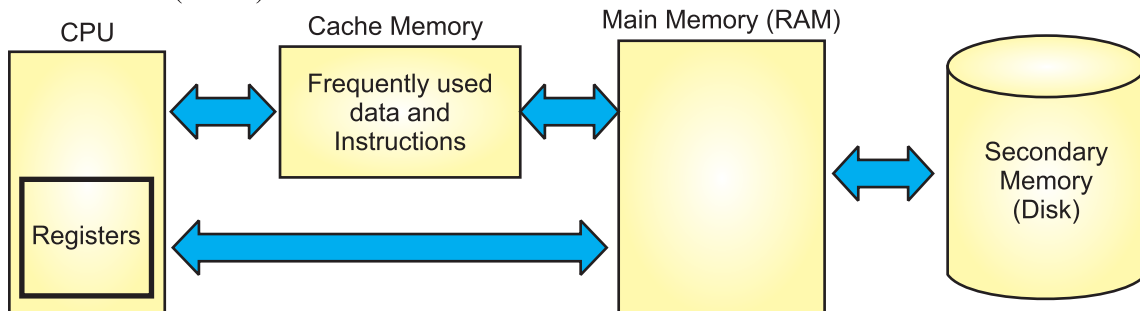 CPU
Cache Memory
Main Memory (RAM)
Frequently used
data and
Instructions
Registers
Secondary
Memory
(Disk)